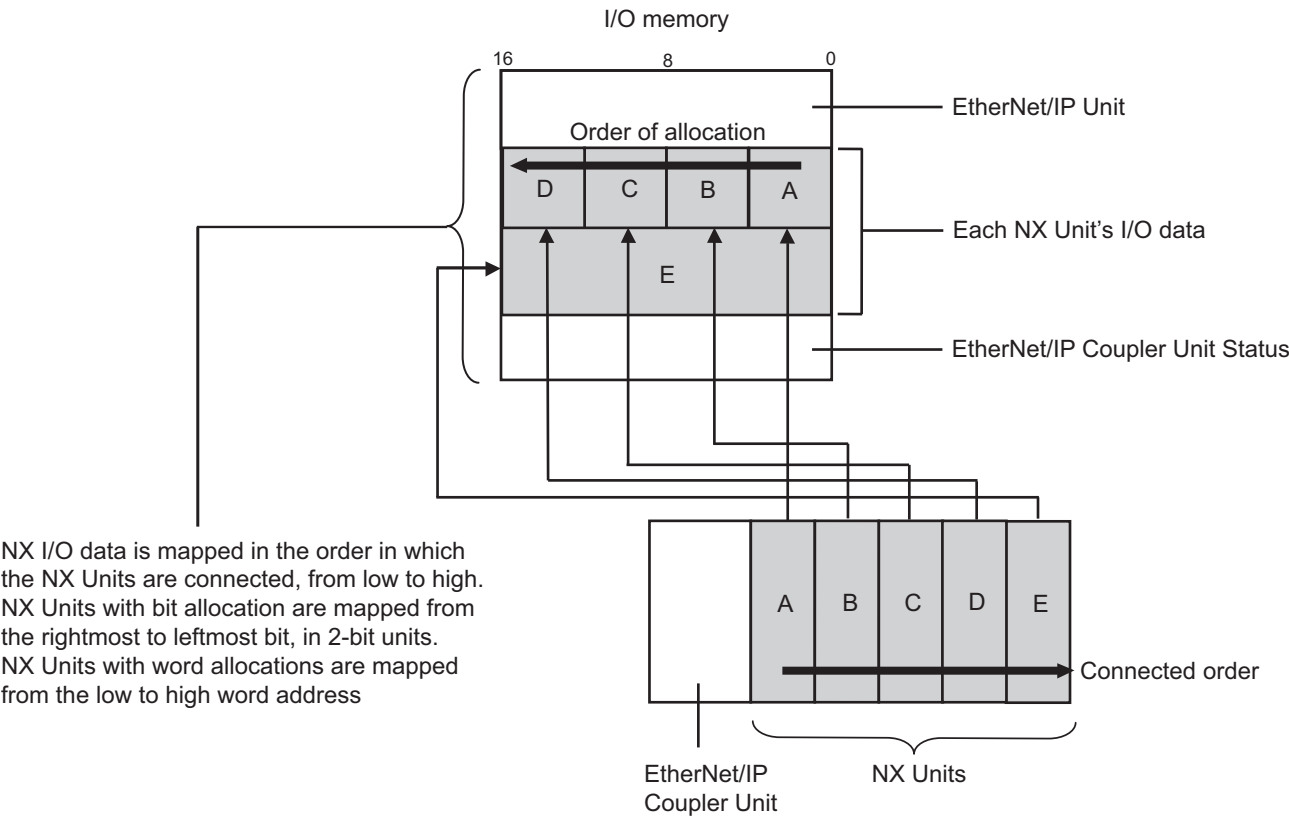 I/O memory
16 8 0
EtherNet/IP Unit
Order of allocation
D C B A
Each NX Unit's I/O data
E
EtherNet/IP Coupler Unit Status
NX I/O data is mapped in the order in which
the NX Units are connected, from low to high.
NX Units with bit allocation are mapped from
the rightmost to leftmost bit, in 2-bit units.
NX Units with word allocations are mapped
from the low to high word address
A B C D E
Connected order
EtherNet/IP
Coupler Unit
NX Units